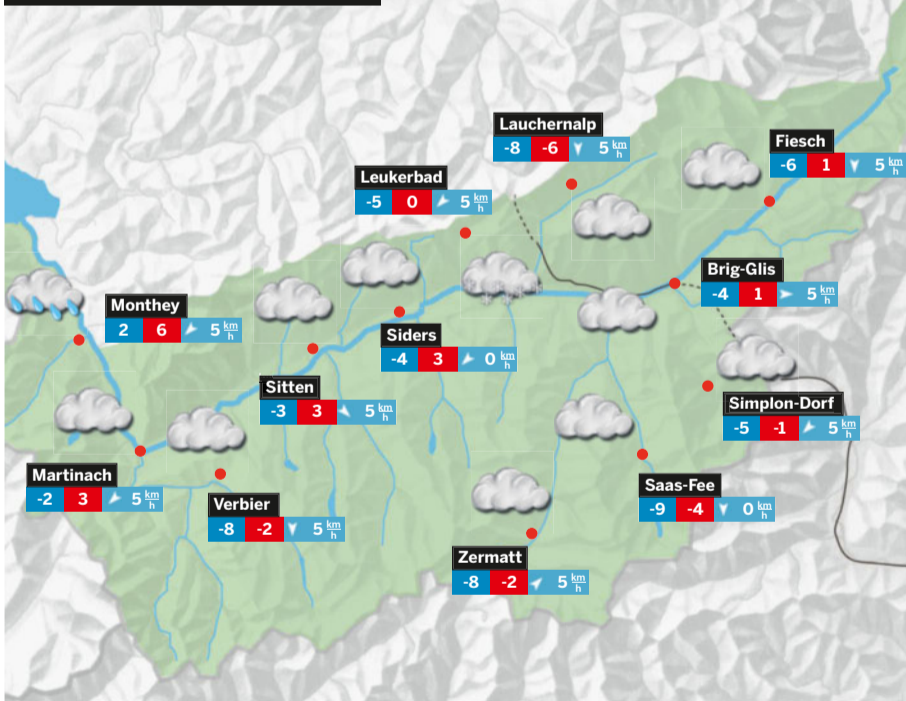 Lauchernalp
-8 -6 5 km/h
Fiesch
-6 1 5 km/h
Leukerbad
-5 0 5 km/h
Brig-Glis
-4 1 5 km/h
Monthey
2 6 5 km/h
Siders
-4 3 0 km/h
Sitten
-3 3 5 km/h
Simplon-Dorf
-5 -1 5 km/h
Martinach
-2 3 5 km/h
Verbier
-8 -2 5 km/h
Saas-Fee
-9 -4 0 km/h
Zermatt
-8 -2 5 km/h